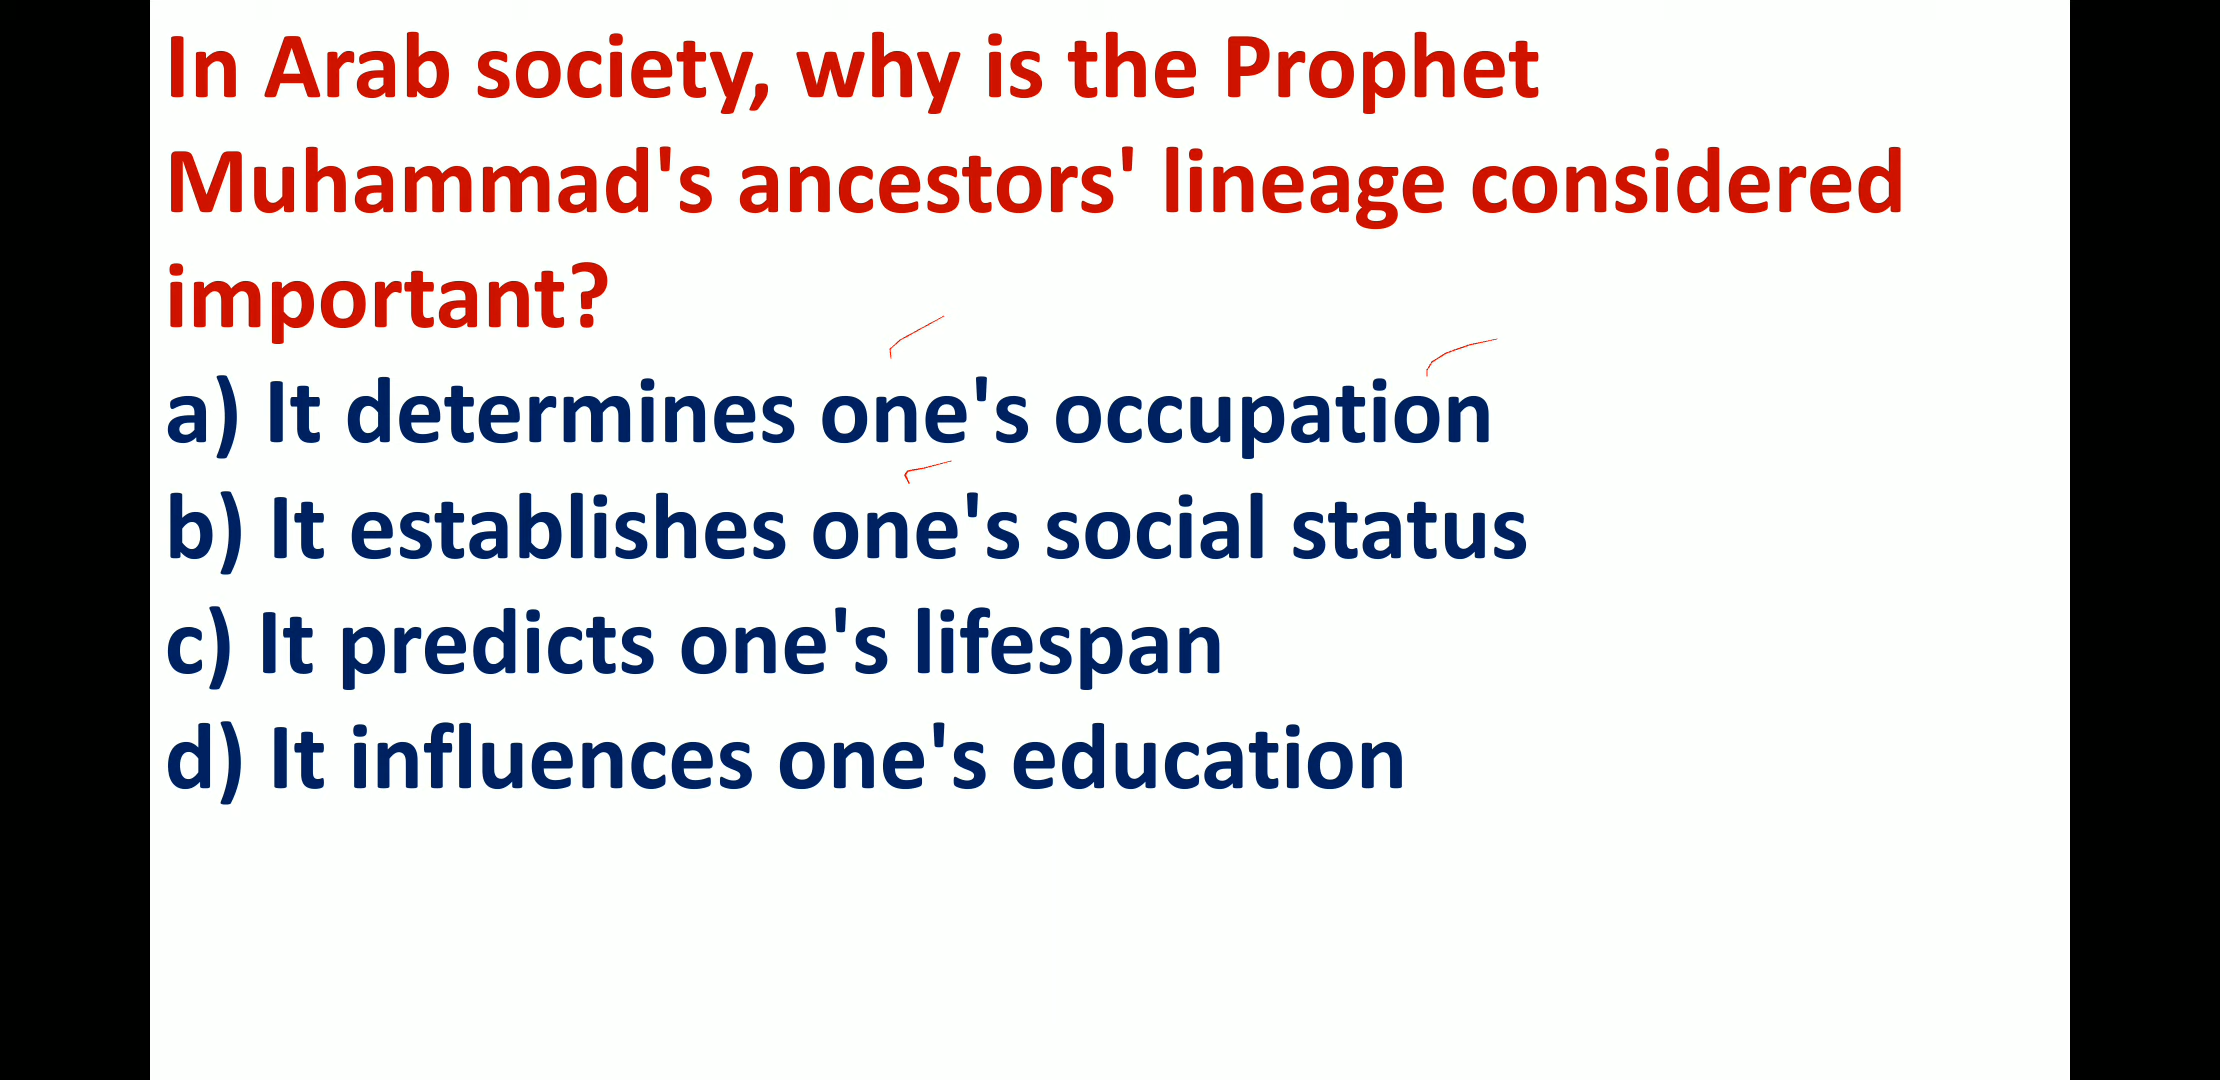 In Arab society, why is the Prophet
Muhammad's ancestors' lineage considered
important?
a) It determines one's occupation
b) It establishes one's social status
c) It predicts one's lifespan
d) It influences one's education